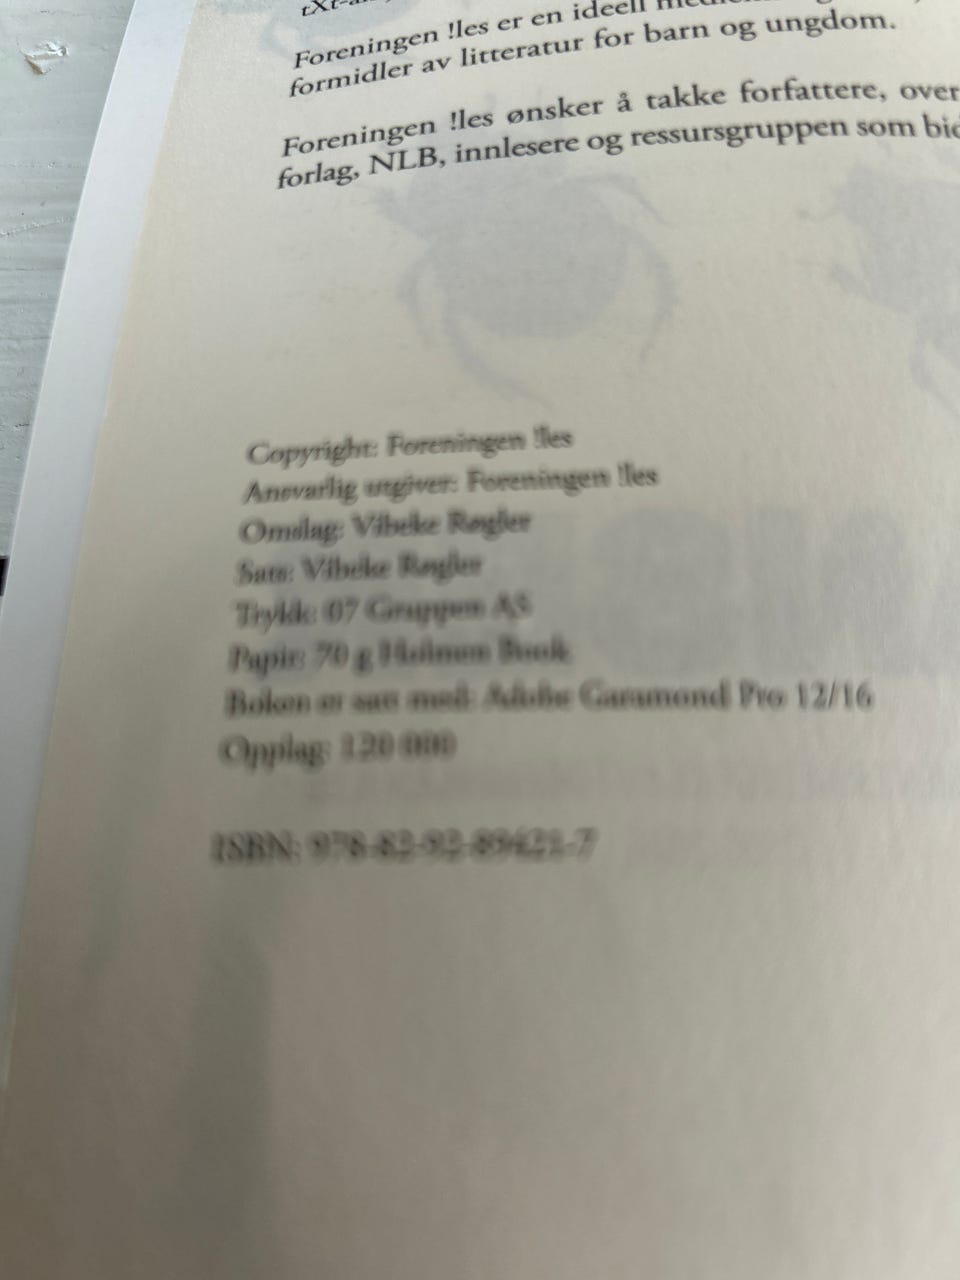 Foreningen !les er en ideell
formidler av litteratur for barn og ungdom.
Foreningen !les ønsker å takke forfattere, over
forlag, NLB, innlesere og ressursgruppen som
Copyright: Foreningen !les
Ansvarlig utgiver: Foreningen !les
Omslag: Vibeke Røgler
Sats: Vibeke Røgler
Trykk: 07 Gruppen AS
Papir: 70 g Holmen Book
Boken er satt med: Adobe Garamond Pro 12/16
Opplag: 120 000
ISBN: 978-82-92-89421-7